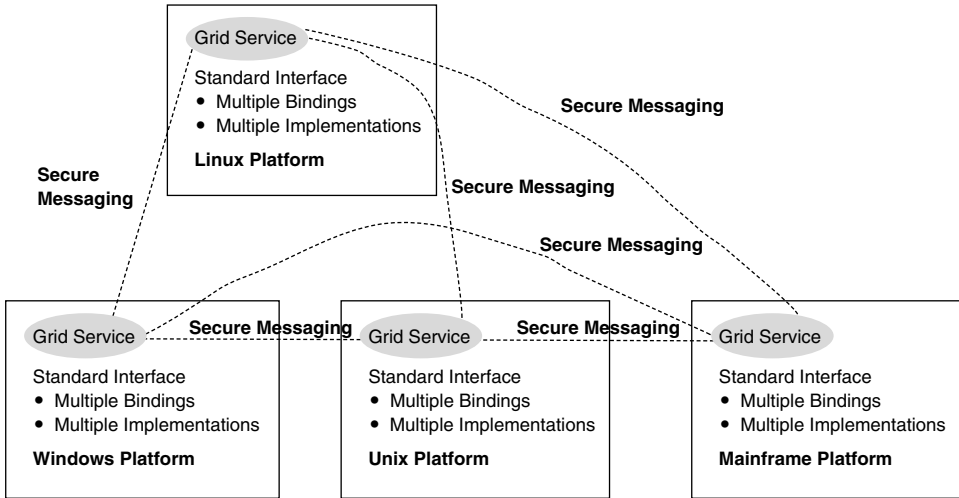 Grid Service
Standard Interface
• Multiple Bindings
• Multiple Implementations
Linux Platform
Secure Messaging
Secure
Messaging
Secure Messaging
Secure Messaging
Grid Service
Standard Interface
• Multiple Bindings
• Multiple Implementations
Windows Platform
Secure Messaging
Grid Service
Standard Interface
• Multiple Bindings
• Multiple Implementations
Unix Platform
Secure Messaging
Grid Service
Standard Interface
• Multiple Bindings
• Multiple Implementations
Mainframe Platform